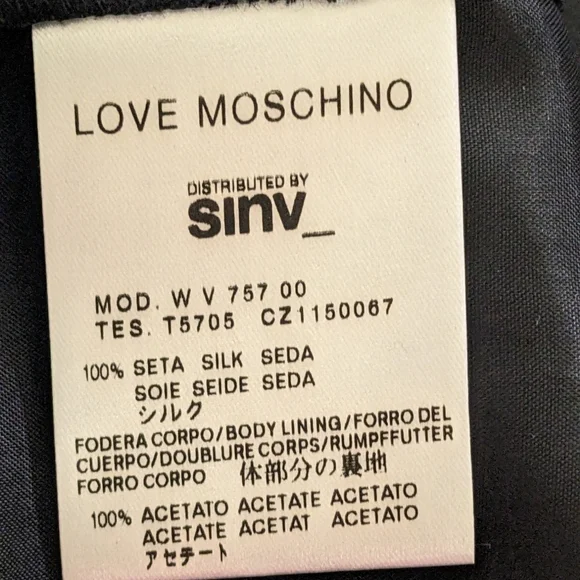 LOVE MOSCHINO
DISTRIBUTED BY
sinv_
MOD. W V 757 00
TES. T5705 CZ1150067
100% SETA SILK SEDA
SOIE SEIDE SEDA
シルク
FODERA CORPO/BODY LINING/FORRO DEL
CUERPO/DOUBLURE CORPS/RUMPFFUTTER
FORRO CORPO 体部分の裏地
100% ACETATO ACETATE ACETATO
ACETATE ACETAT ACETATO
アセテート